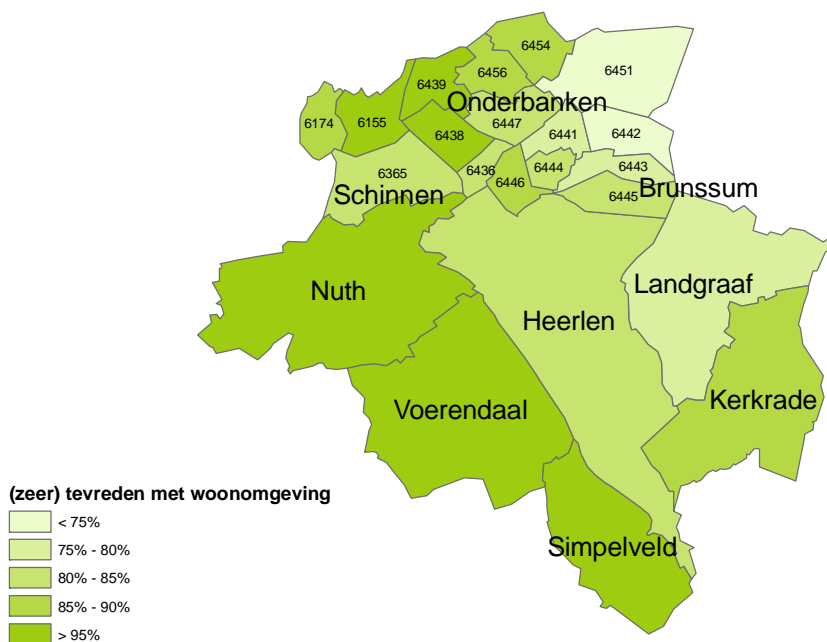 6454
6451
6456
6439
Onderbanken
6174
6155
6447
6441
6442
6438
6365
6436
6444
6443
6446
Schinnen
Brunssum
6445
Nuth
Landgraaf
Heerlen
Voerendaal
Kerkrade
(zeer) tevreden met woonomgeving
< 75%
75% - 80%
Simpelveld
80% - 85%
85% - 90%
> 95%